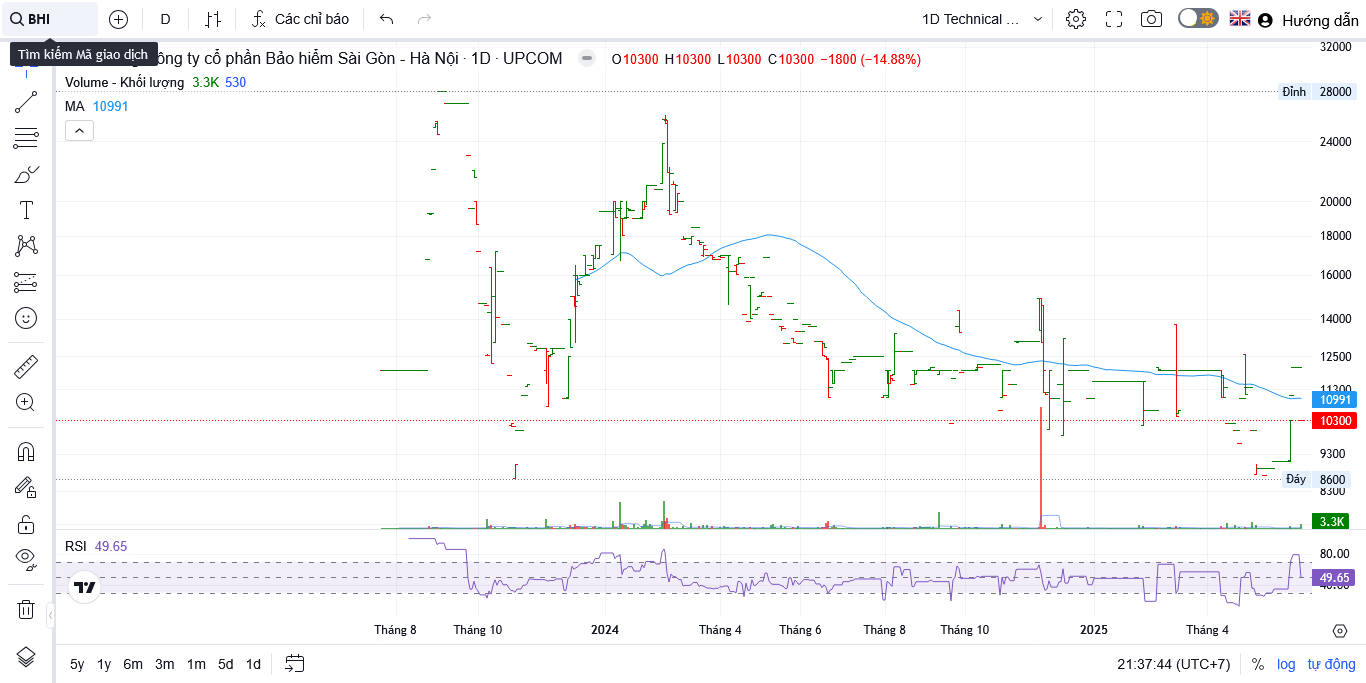 BHI
D
Các chỉ báo
1D Technical ...
Hướng dẫn
Tìm kiếm Mã giao dịch
ông ty cổ phần Bảo hiểm Sài Gòn - Hà Nội · 1D · UPCOM
O10300 H10300 L10300 C10300 −1800 (−14.88%)
Volume - Khối lượng 3.3K 530
MA 10991
32000
Đỉnh 28000
24000
20000
18000
16000
14000
12500
11300
10991
10300
9300
Đáy 8600
8300
3.3K
RSI 49.65
80.00
49.65
40.00
Tháng 8
Tháng 10
2024
Tháng 4
Tháng 6
Tháng 8
Tháng 10
2025
Tháng 4
5y 1y 6m 3m 1m 5d 1d
21:37:44 (UTC+7)
% log tự động